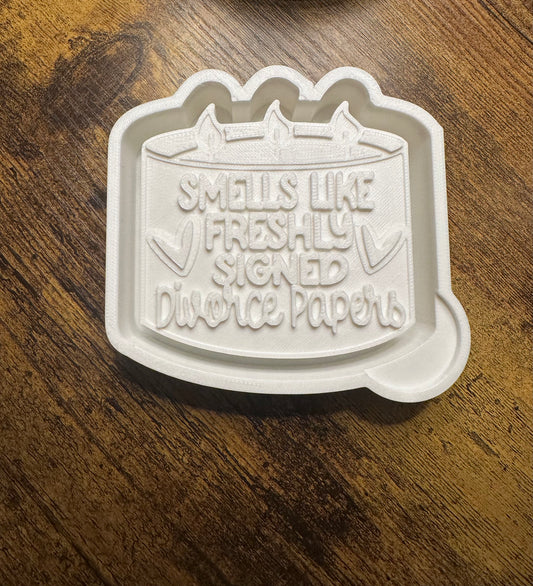 SMELLS LIKE
FRESHLY
SIGNED
Divorce Papers